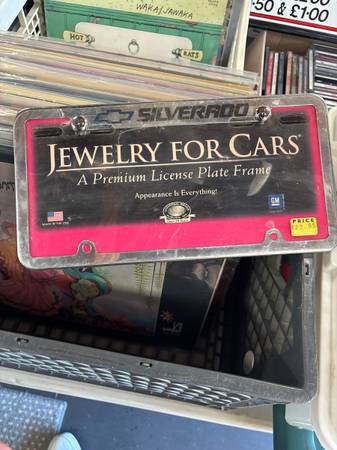 WAKA/JAWAKA
HOT RATS
.50 & £1.00
SILVERADO
JEWELRY FOR CARS®
A Premium License Plate Frame
Appearance Is Everything!
GM
PRICE